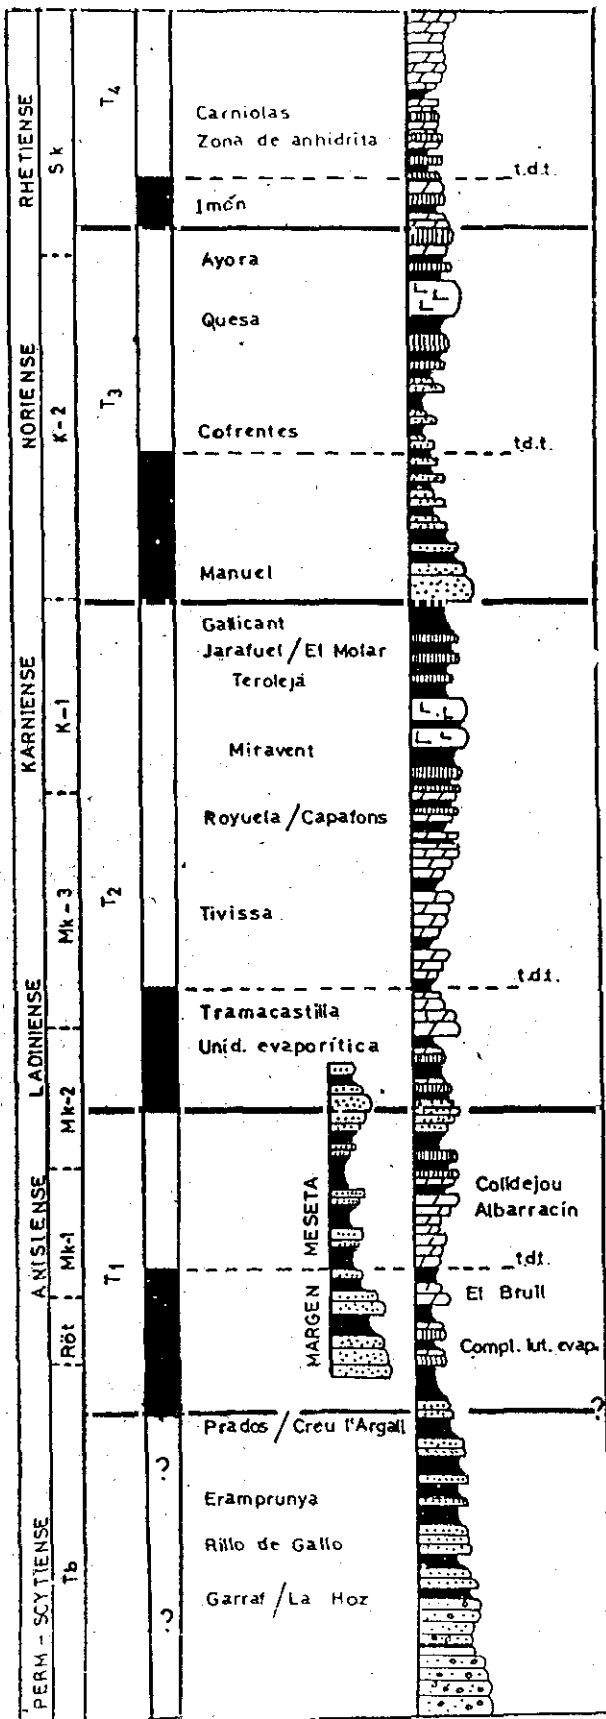 RHETIENSE
Sk
T4
Carniolas
Zona de anhidrita
t.d.t.
Imón
Ayora
Quesa
NORIENSE
K-2
T3
Cofrentes
t.d.t.
Manuel
Gallicant
Jarafuel / El Molar
Terolejá
KARNIENSE
K-1
Miravent
Royuela / Capafons
Mk-3
T2
Tivissa
t.d.t.
LADINIENSE
Tramacastilla
Unid. evaporítica
Mk-2
ANISIENSE
Colldejou
Albarracín
Mk-1
T1
MARGEN MESETA
t.d.t.
El Brull
Röt
Compl. lut. evap.
?
Prados / Creu l'Argall
?
Eramprunya
PERM - SCYTIENSE
Tb
Rillo de Gallo
Garraf / La Hoz
?